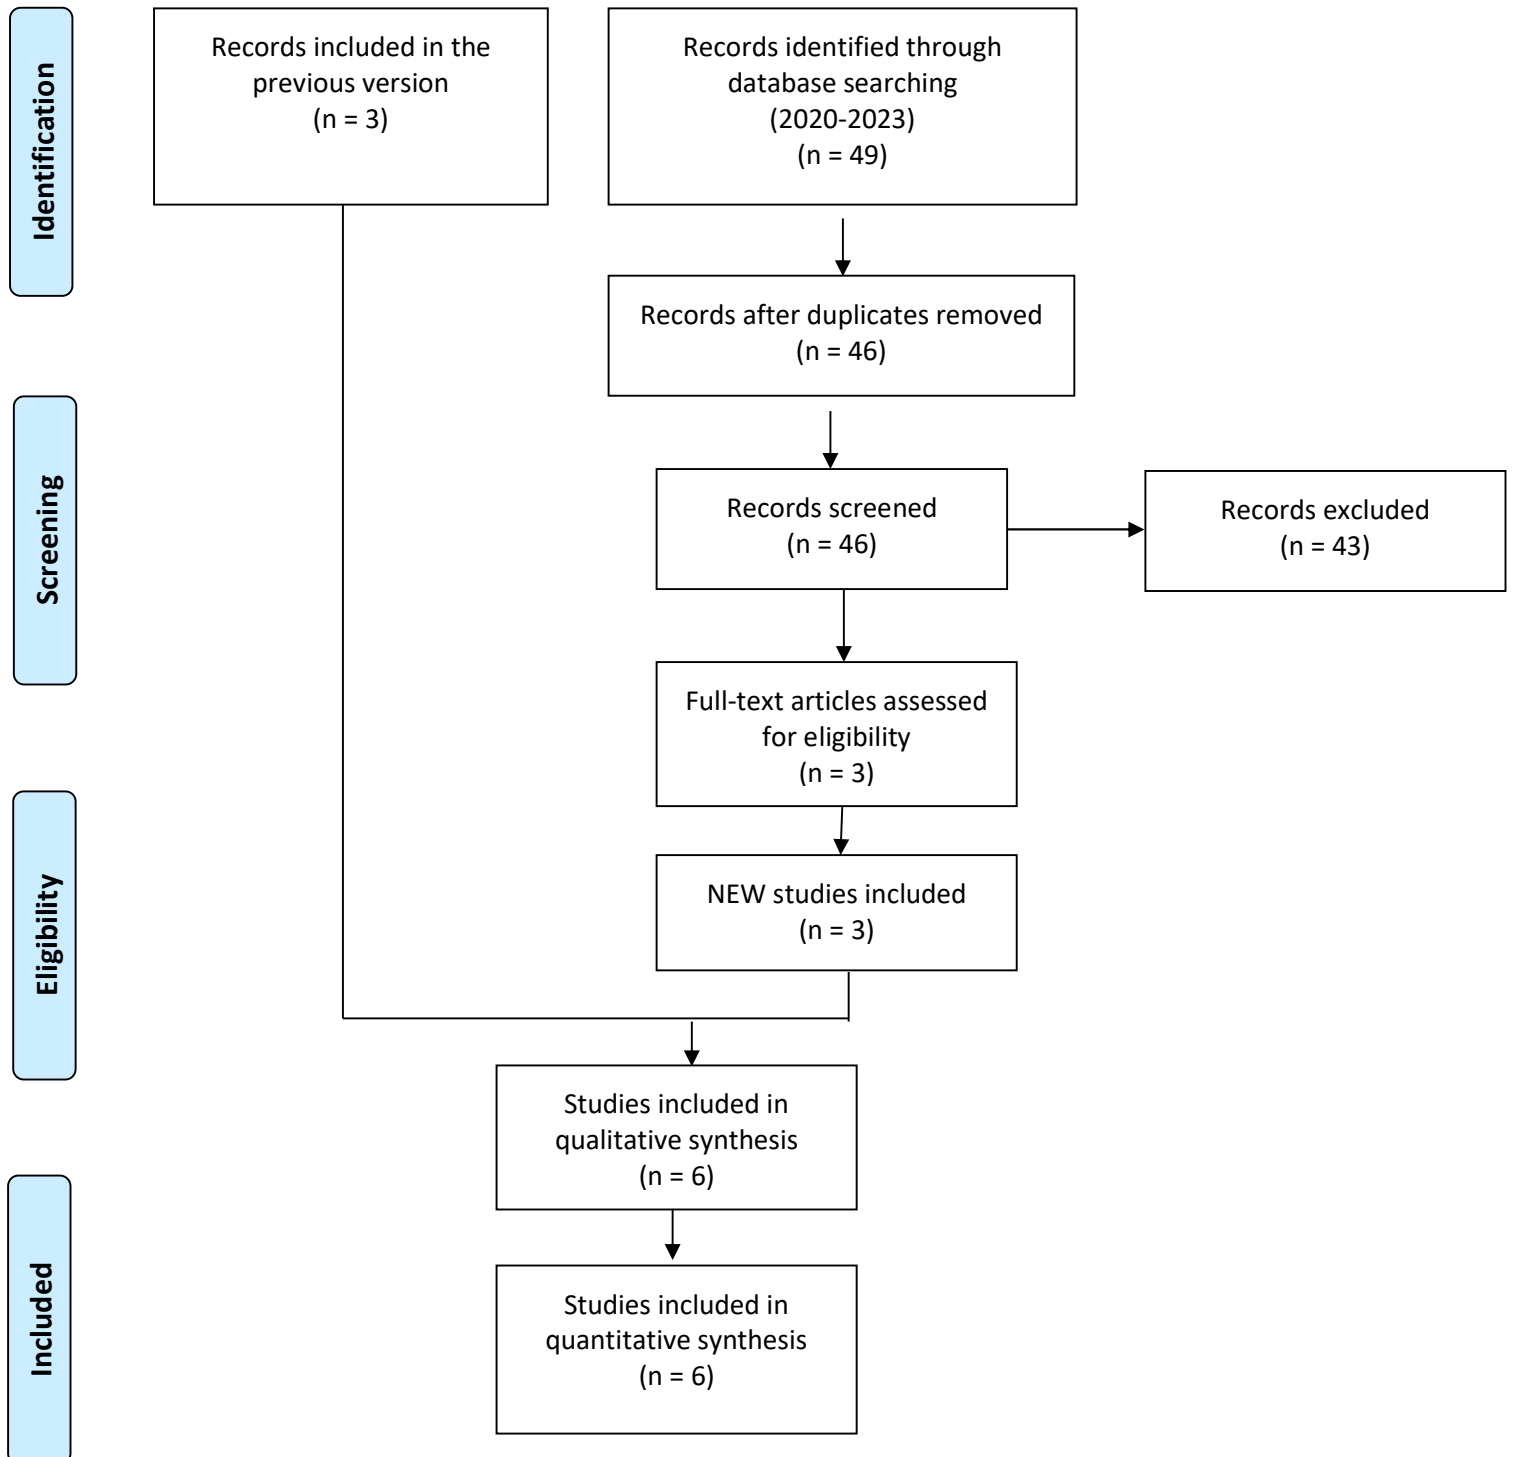 Identification
Records included in the
previous version
(n = 3)
Records identified through
database searching
(2020-2023)
(n = 49)
Records after duplicates removed
(n = 46)
Screening
Records screened
(n = 46)
Records excluded
(n = 43)
Full-text articles assessed
for eligibility
(n = 3)
Eligibility
NEW studies included
(n = 3)
Studies included in
qualitative synthesis
(n = 6)
Included
Studies included in
quantitative synthesis
(n = 6)